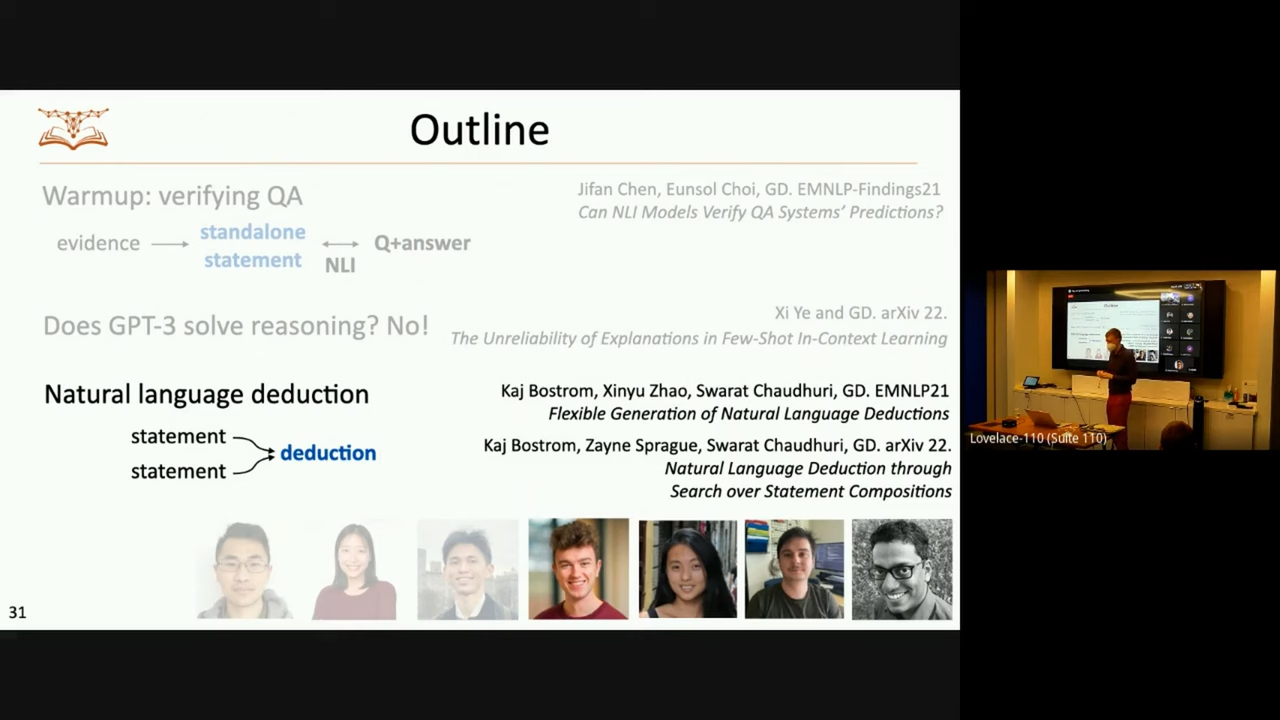 Outline
Warmup: verifying QA
Jifan Chen, Eunsol Choi, GD. EMNLP-Findings21
Can NLI Models Verify QA Systems' Predictions?
evidence
standalone
statement
NLI
Q+answer
Does GPT-3 solve reasoning? No!
Xi Ye and GD. arXiv 22.
The Unreliability of Explanations in Few-Shot In-Context Learning
Natural language deduction
Kaj Bostrom, Xinyu Zhao, Swarat Chaudhuri, GD. EMNLP21
Flexible Generation of Natural Language Deductions
statement
statement
deduction
Kaj Bostrom, Zayne Sprague, Swarat Chaudhuri, GD. arXiv 22.
Natural Language Deduction through
Search over Statement Compositions
31
Lovelace-110 (Suite 110)